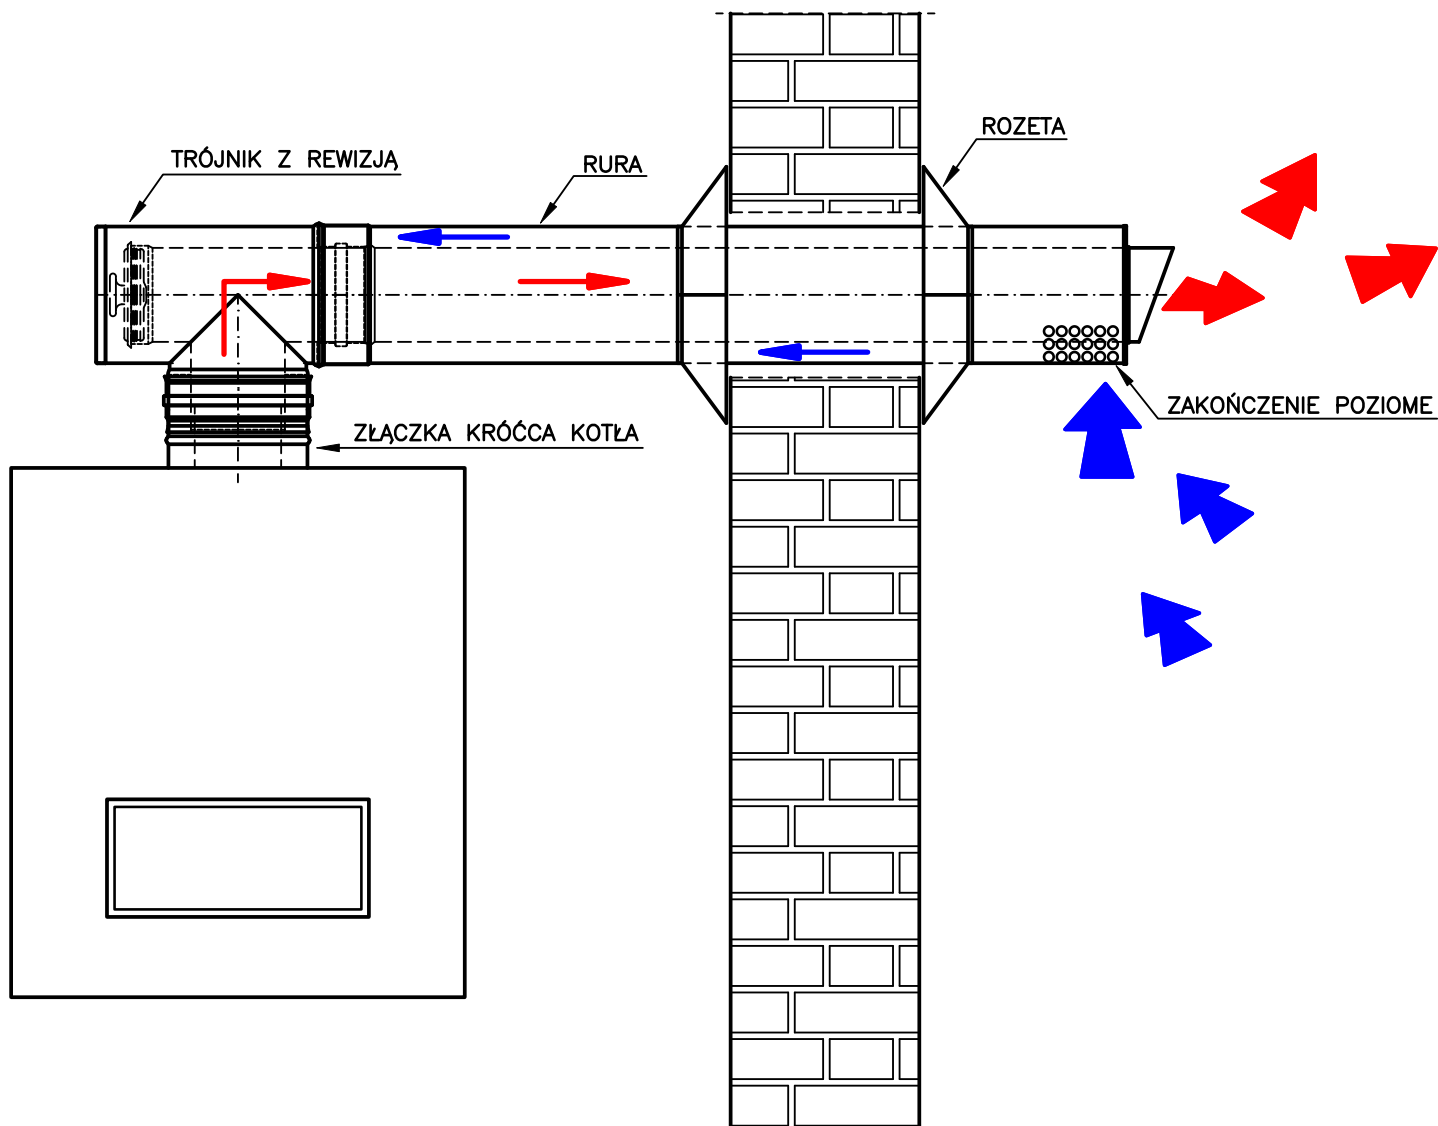 ROZETA
TRÓJNIK Z REWIZJĄ
RURA
ZAKOŃCZENIE POZIOME
ZŁĄCZKA KRÓĆCA KOTŁA